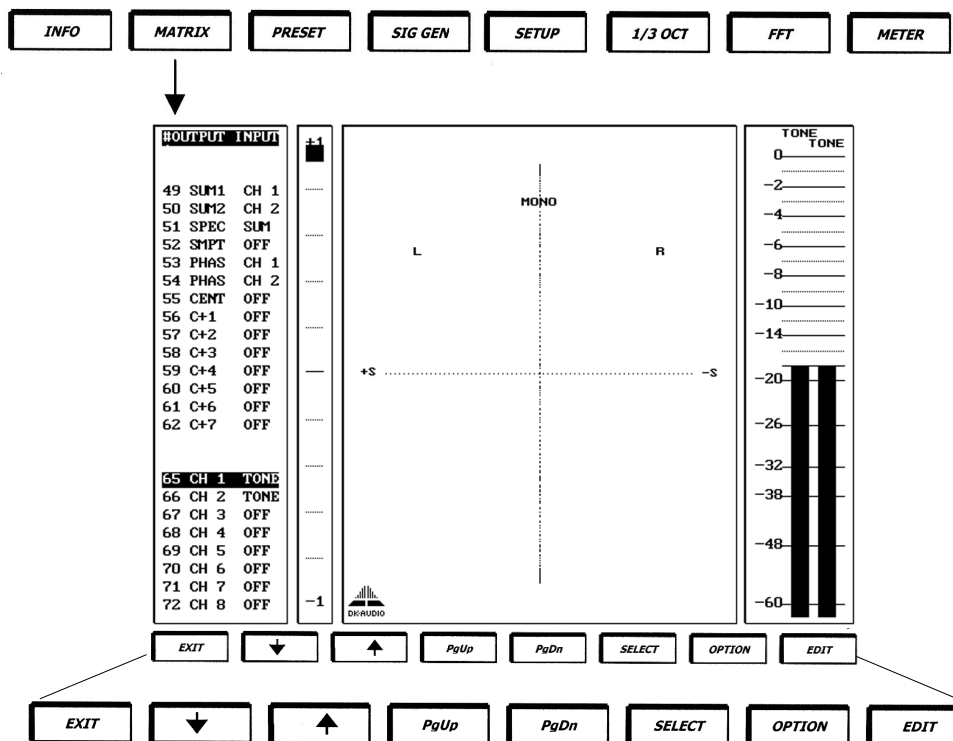 INFO MATRIX PRESET SIG GEN SETUP 1/3 OCT FFT METER
#OUTPUT INPUT
49 SUM1 CH 1
50 SUM2 CH 2
51 SPEC SUM
52 SMPT OFF
53 PHAS CH 1
54 PHAS CH 2
55 CENT OFF
56 C+1 OFF
57 C+2 OFF
58 C+3 OFF
59 C+4 OFF
60 C+5 OFF
61 C+6 OFF
62 C+7 OFF
65 CH 1 TONE
66 CH 2 TONE
67 CH 3 OFF
68 CH 4 OFF
69 CH 5 OFF
70 CH 6 OFF
71 CH 7 OFF
72 CH 8 OFF
+1
-1
MONO
L R
+S -S
DK-AUDIO
TONE
TONE
0
-2
-4
-6
-8
-10
-14
-20
-26
-32
-38
-48
-60
EXIT PgUp PgDn SELECT OPTION EDIT
EXIT PgUp PgDn SELECT OPTION EDIT